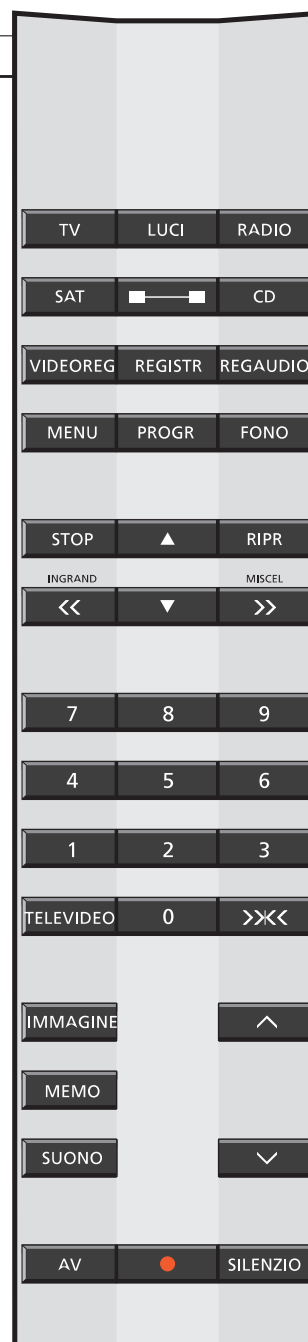 TV LUCI RADIO
SAT CD
VIDEOREG REGISTR REGAUDIO
MENU PROGR FONO
STOP ▲ RIPR
INGRAND MISCEL
<< ▼ >>
7 8 9
4 5 6
1 2 3
TELEVIDEO 0 >><<
IMMAGINE
MEMO
SUONO
AV SILENZIO